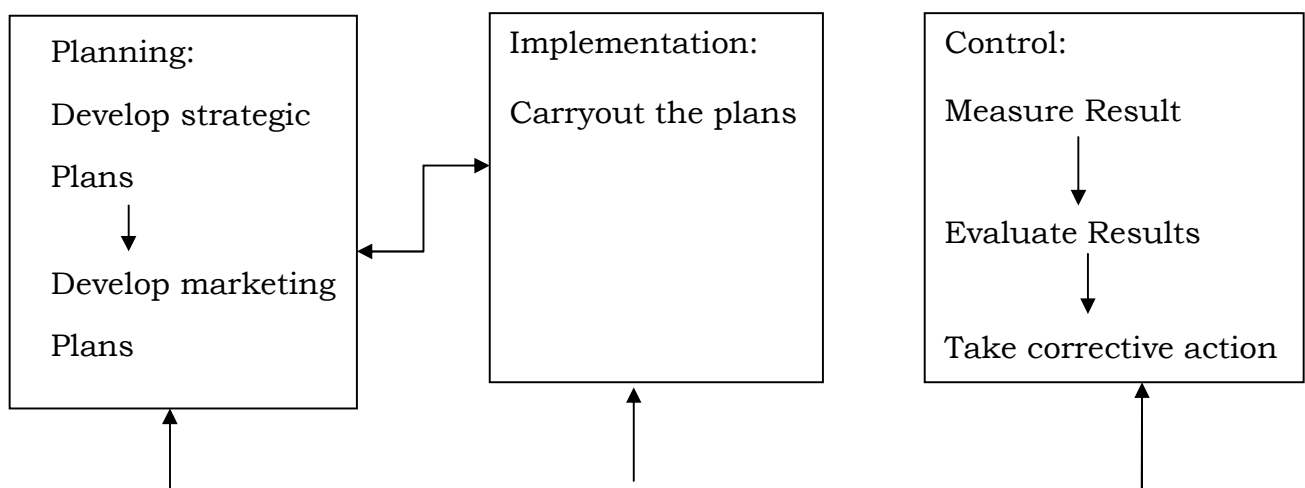 Planning:
Develop strategic
Plans
Develop marketing
Plans
Implementation:
Carryout the plans
Control:
Measure Result
Evaluate Results
Take corrective action